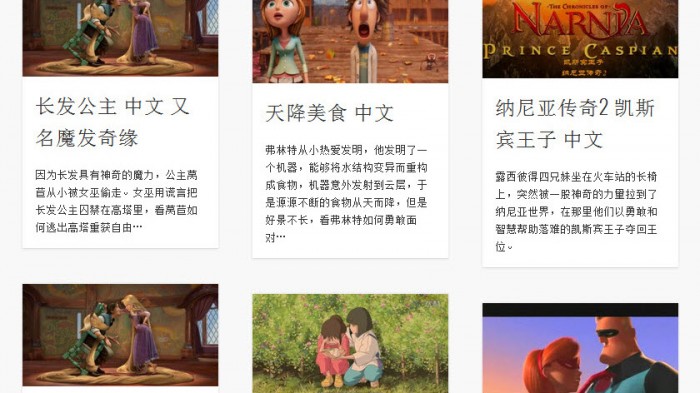 长发公主 中文 又
名魔发奇缘
因为长发具有神奇的魔力，公主萵
苣从小被女巫偷走。女巫用谎言把
长发公主囚禁在高塔里，看萵苣如
何逃出高塔重获自由…
天降美食 中文
弗林特从小热爱发明，他发明了一
个机器，能够将水结构变异而重构
成食物，机器意外发射到云层，于
是源源不断的食物从天而降，但是
好景不长，看弗林特如何勇敢面
对…
THE CHRONICLES OF
NARNIA
PRINCE CASPIAN
凯斯宾王子
纳尼亚传奇2
纳尼亚传奇2 凯斯
宾王子 中文
露西彼得四兄妹坐在火车站的长椅
上，突然被一股神奇的力量拉到了
纳尼亚世界，在那里他们以勇敢和
智慧帮助落难的凯斯宾王子夺回王
位。